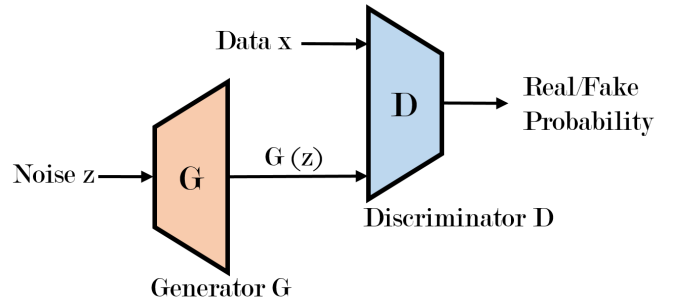 Data x
D
Real/Fake
Probability
Noise z
G
G (z)
Discriminator D
Generator G